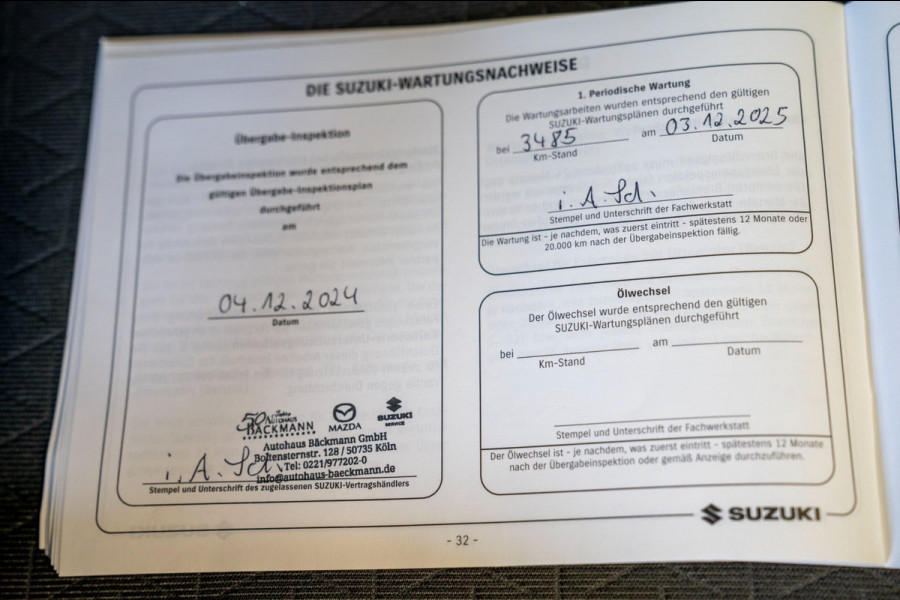 DIE SUZUKI-WARTUNGSNACHWEISE
Übergabe-Inspektion
Die Übergabeinspektion wurde entsprechend dem
gültigen Übergabe-Inspektionsplan
durchgeführt
am
04.12.2024
Datum
50 Jahre
AUTOHAUS
BÄCKMANN
MAZDA
SUZUKI
SERVICE
Autohaus Bäckmann GmbH
Boltensternstr. 128 / 50735 Köln
Tel: 0221/977202-0
info@autohaus-baeckmann.de
i. A. Sd.
Stempel und Unterschrift des zugelassenen SUZUKI-Vertragshändlers
1. Periodische Wartung
Die Wartungsarbeiten wurden entsprechend den gültigen
SUZUKI-Wartungsplänen durchgeführt
bei 3485 am 03.12.2025
Km-Stand Datum
i. A. Sd.
Stempel und Unterschrift der Fachwerkstatt
Die Wartung ist - je nachdem, was zuerst eintritt - spätestens 12 Monate oder
20.000 km nach der Übergabeinspektion fällig.
Ölwechsel
Der Ölwechsel wurde entsprechend den gültigen
SUZUKI-Wartungsplänen durchgeführt
bei am
Km-Stand Datum
Stempel und Unterschrift der Fachwerkstatt
Der Ölwechsel ist - je nachdem, was zuerst eintritt - spätestens 12 Monate
nach der Übergabeinspektion oder gemäß Anzeige durchzuführen.
SUZUKI
- 32 -